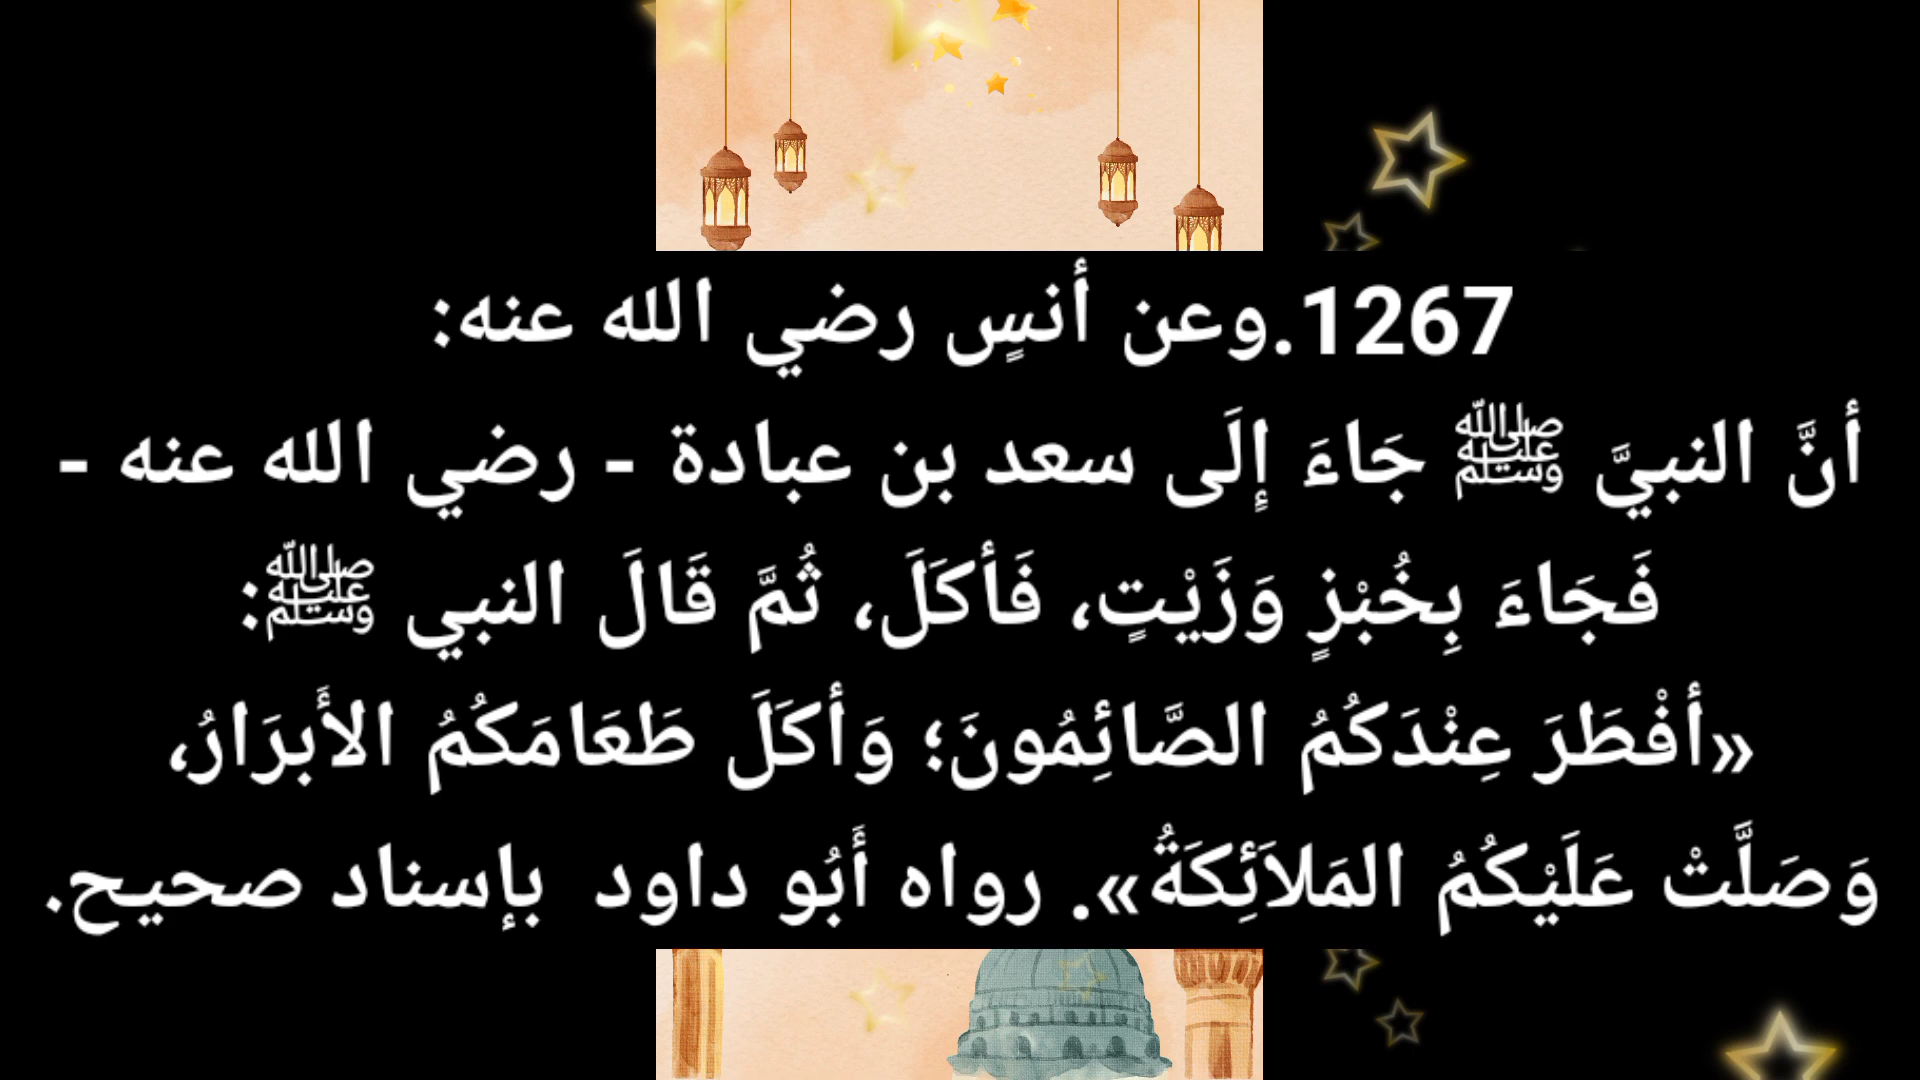 1267.وعن أنسٍ رضي الله عنه:
أنَّ النبيَّ ﷺ جَاءَ إِلَى سعد بن عبادة - رضي الله عنه -
فَجَاءَ بِخُبْزٍ وَزَيْتٍ، فَأكَلَ، ثُمَّ قَالَ النبي ﷺ:
«أفْطَرَ عِنْدَكُمُ الصَّائِمُونَ؛ وَأكَلَ طَعَامَكُمُ الأَبرَارُ،
وَصَلَّتْ عَلَيْكُمُ المَلاَئِكَةُ». رواه أَبُو داود بإسناد صحيح.